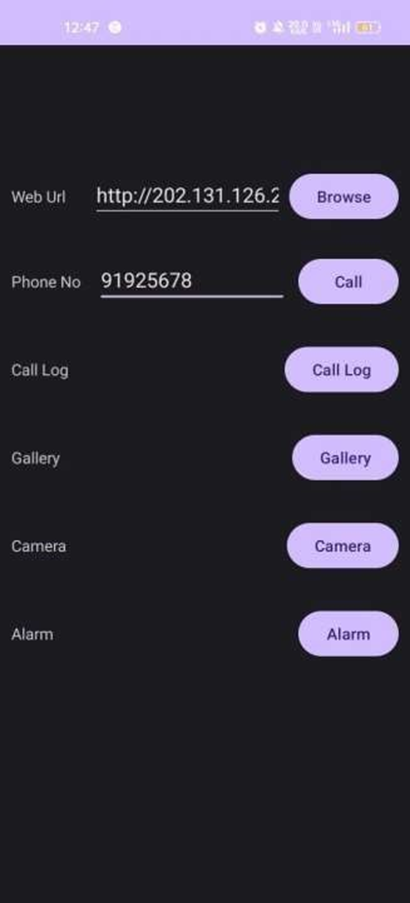 12:47
Web Url http://202.131.126.2 Browse
Phone No 91925678 Call
Call Log Call Log
Gallery Gallery
Camera Camera
Alarm Alarm